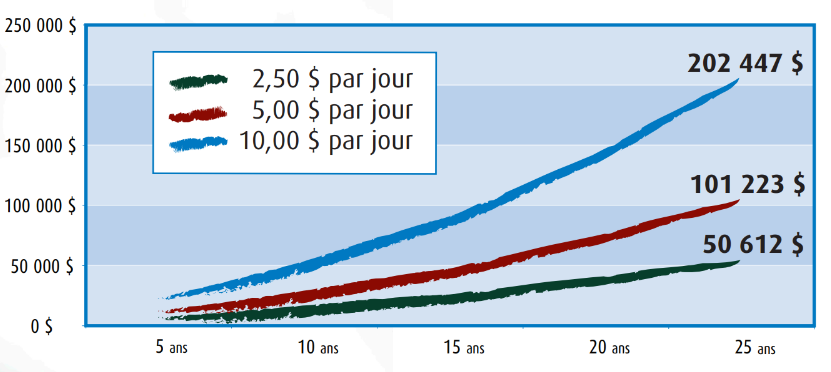 250 000 $
200 000 $
150 000 $
100 000 $
50 000 $
0 $
2,50 $ par jour
5,00 $ par jour
10,00 $ par jour
202 447 $
101 223 $
50 612 $
5 ans
10 ans
15 ans
20 ans
25 ans